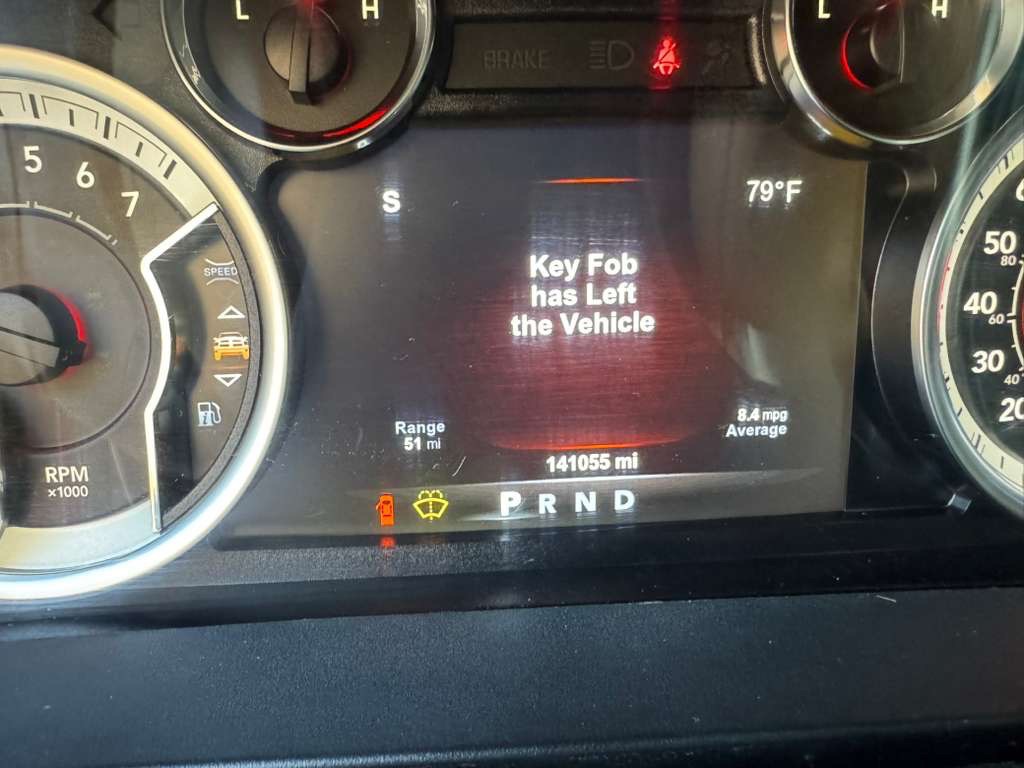 L H
BRAKE
L H
5
6
7
SPEED
RPM
x1000
S
79°F
Key Fob
has Left
the Vehicle
Range
51 mi
8.4 mpg
Average
141055 mi
P R N D
50
80
40
60
30
40
20